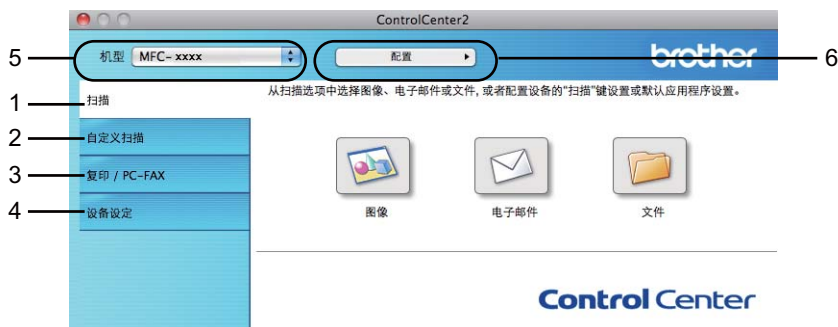 ControlCenter2
5
机型 MFC- xxxx
配置
brother
6
1
扫描
从扫描选项中选择图像、电子邮件或文件, 或者配置设备的"扫描"键设置或默认应用程序设置。
2
自定义扫描
3
复印 / PC-FAX
4
设备设定
图像
电子邮件
文件
Control Center